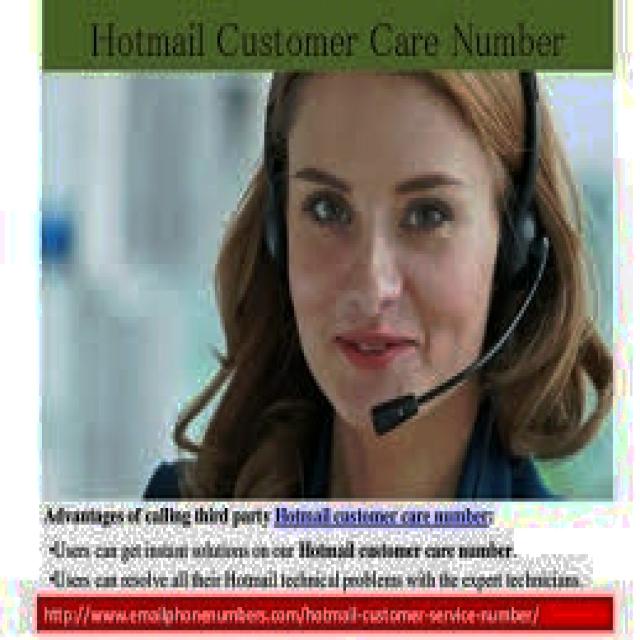 Hotmail Customer Care Number
Advantages of calling third party Hotmail customer care number:
•Users can get instant solutions on our Hotmail customer care number.
•Users can resolve all their Hotmail technical problems with the expert technicians.
http://www.emailphonenumbers.com/hotmail-customer-service-number/